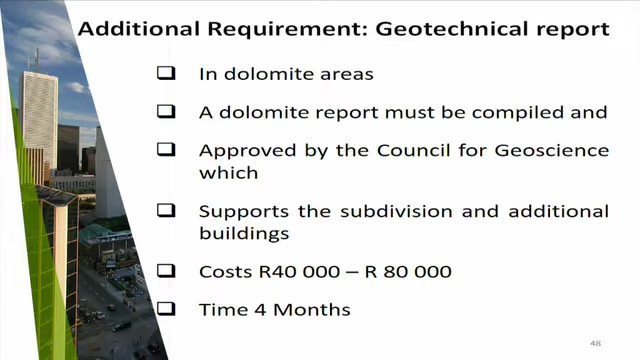 Additional Requirement: Geotechnical report
In dolomite areas
A dolomite report must be compiled and
Approved by the Council for Geoscience
which
Supports the subdivision and additional
buildings
Costs R40 000 – R 80 000
Time 4 Months
48